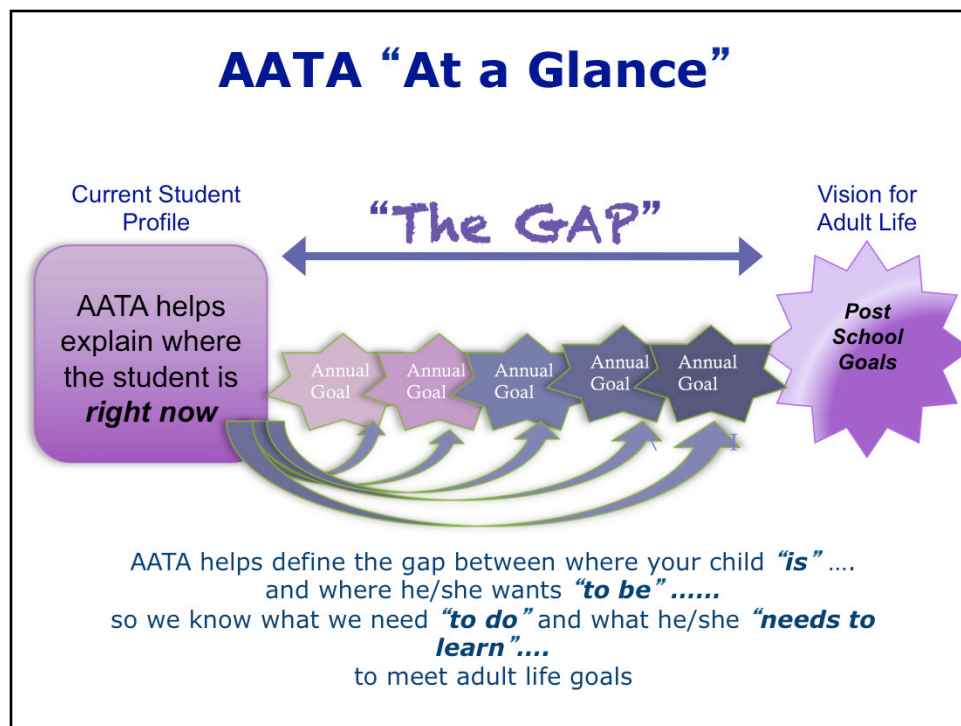 AATA “At a Glance”
Current Student
Profile
“The GAP”
Vision for
Adult Life
AATA helps
explain where
the student is
right now
Annual
Goal
Annual
Goal
Annual
Goal
Annual
Goal
Annual
Goal
Post
School
Goals
AATA helps define the gap between where your child “is” ….
and where he/she wants “to be” ......
so we know what we need “to do” and what he/she “needs to
learn”....
to meet adult life goals